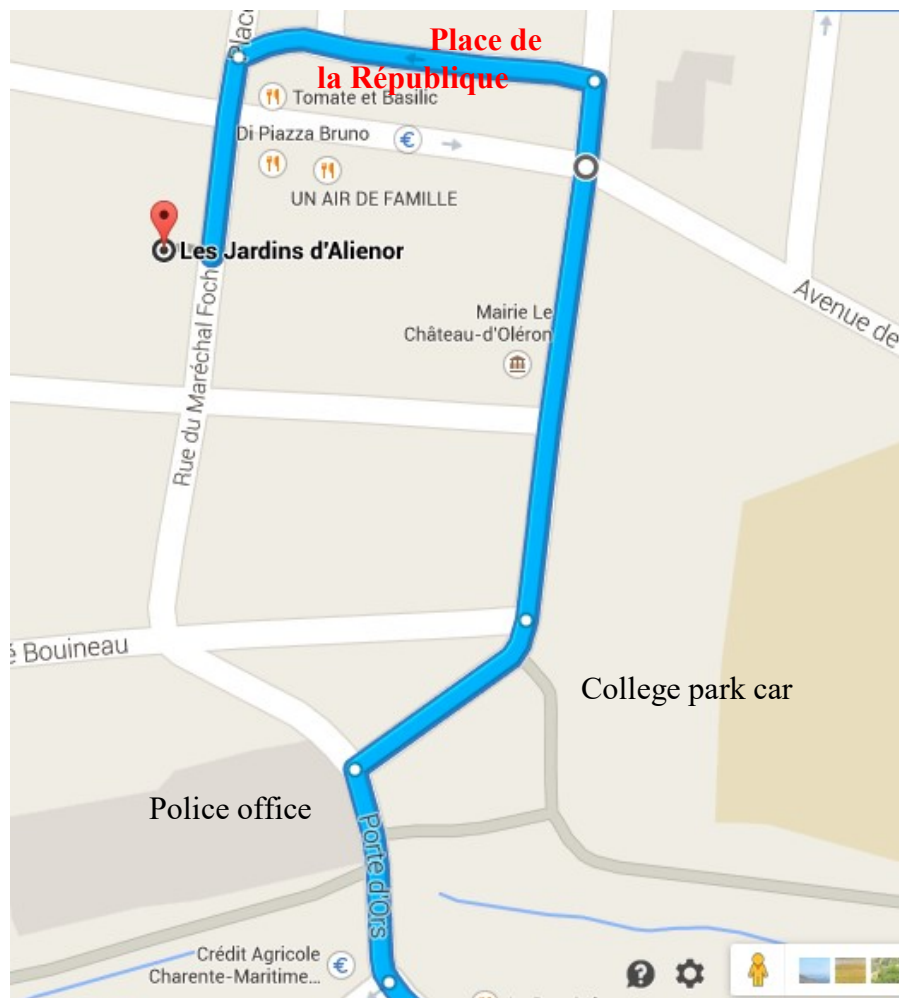 Place
Place de
la République
Tomate et Basilic
Di Piazza Bruno
€
UN AIR DE FAMILLE
Les Jardins d'Alienor
Avenue de
Mairie Le
Château-d'Oléron
Rue du Maréchal Foch
Bouineau
College park car
Police office
Porte d'Ors
Crédit Agricole
Charente-Maritime...
€
?